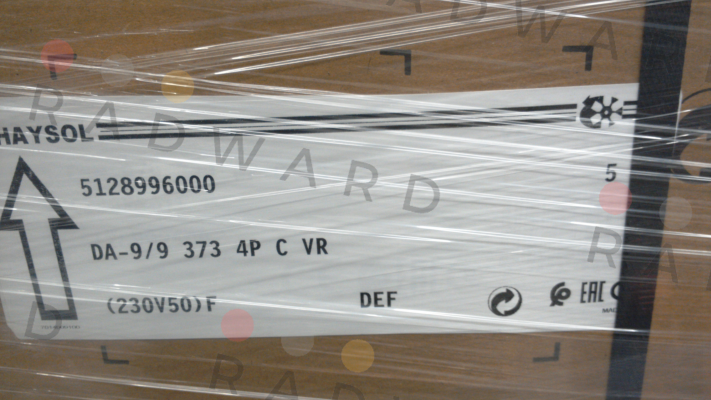 HAYSOL
5128996000
5
DA-9/9 373 4P C VR
(230V50)F
DEF
EAC
RADWARD